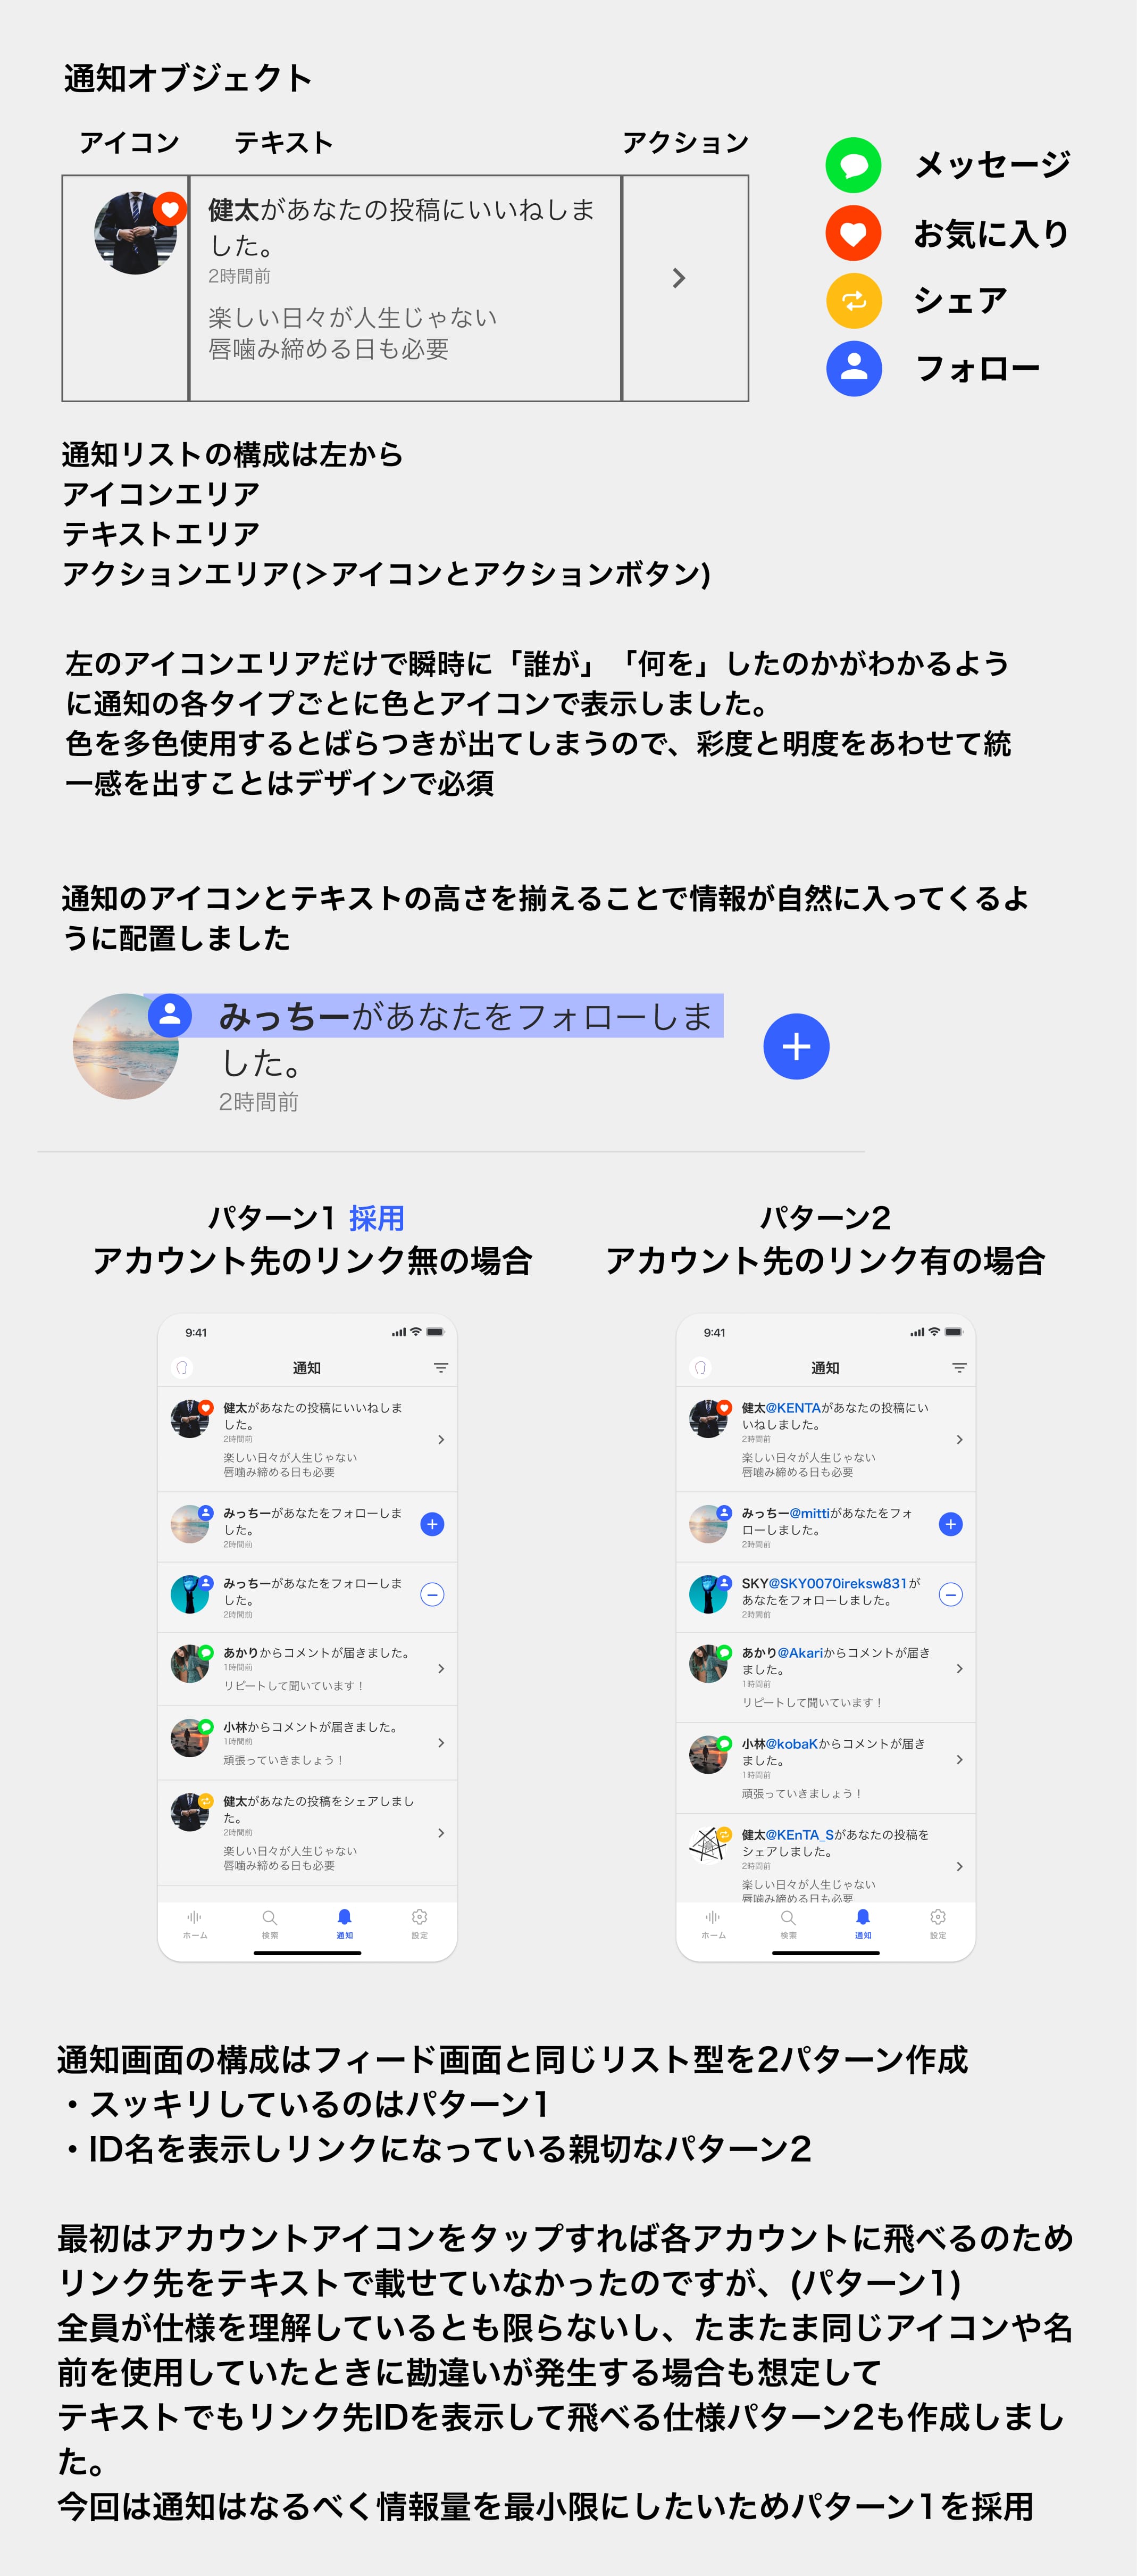 通知オブジェクト
アイコン
テキスト
アクション
健太があなたの投稿にいいねしま
した。
2時間前
楽しい日々が人生じゃない
唇噛み締める日も必要
メッセージ
お気に入り
シェア
フォロー
通知リストの構成は左から
アイコンエリア
テキストエリア
アクションエリア(>アイコンとアクションボタン)
左のアイコンエリアだけで瞬時に「誰が」「何を」したのかがわかるよう
に通知の各タイプごとに色とアイコンで表示しました。
色を多色使用するとばらつきが出てしまうので、彩度と明度をあわせて統
一感を出すことはデザインで必須
通知のアイコンとテキストの高さを揃えることで情報が自然に入ってくるよ
うに配置しました
みっちーがあなたをフォローしま
した。
2時間前
パターン1 採用
アカウント先のリンク無の場合
9:41
通知
健太があなたの投稿にいいねしま
した。
2時間前
楽しい日々が人生じゃない
唇噛み締める日も必要
みっちーがあなたをフォローしま
した。
2時間前
みっちーがあなたをフォローしま
した。
2時間前
あかりからコメントが届きました。
1時間前
リピートして聞いています！
小林からコメントが届きました。
1時間前
頑張っていきましょう！
健太があなたの投稿をシェアしまし
た。
2時間前
楽しい日々が人生じゃない
唇噛み締める日も必要
ホーム
検索
通知
設定
パターン2
アカウント先のリンク有の場合
9:41
通知
健太@KENTAがあなたの投稿にい
いねしました。
2時間前
楽しい日々が人生じゃない
唇噛み締める日も必要
みっちー@mittiがあなたをフォ
ローしました。
2時間前
SKY@SKY0070ireksw831が
あなたをフォローしました。
2時間前
あかり@Akariからコメントが届き
ました。
1時間前
リピートして聞いています！
小林@kobaKからコメントが届き
ました。
1時間前
頑張っていきましょう！
健太@KEnTA_Sがあなたの投稿を
シェアしました。
2時間前
楽しい日々が人生じゃない
唇噛み締める日も必要
ホーム
検索
通知
設定
通知画面の構成はフィード画面と同じリスト型を2パターン作成
・スッキリしているのはパターン1
・ID名を表示しリンクになっている親切なパターン2
最初はアカウントアイコンをタップすれば各アカウントに飛べるのため
リンク先をテキストで載せていなかったのですが、(パターン1)
全員が仕様を理解しているとも限らないし、たまたま同じアイコンや名
前を使用していたときに勘違いが発生する場合も想定して
テキストでもリンク先IDを表示して飛べる仕様パターン2も作成しまし
た。
今回は通知はなるべく情報量を最小限にしたいためパターン1を採用